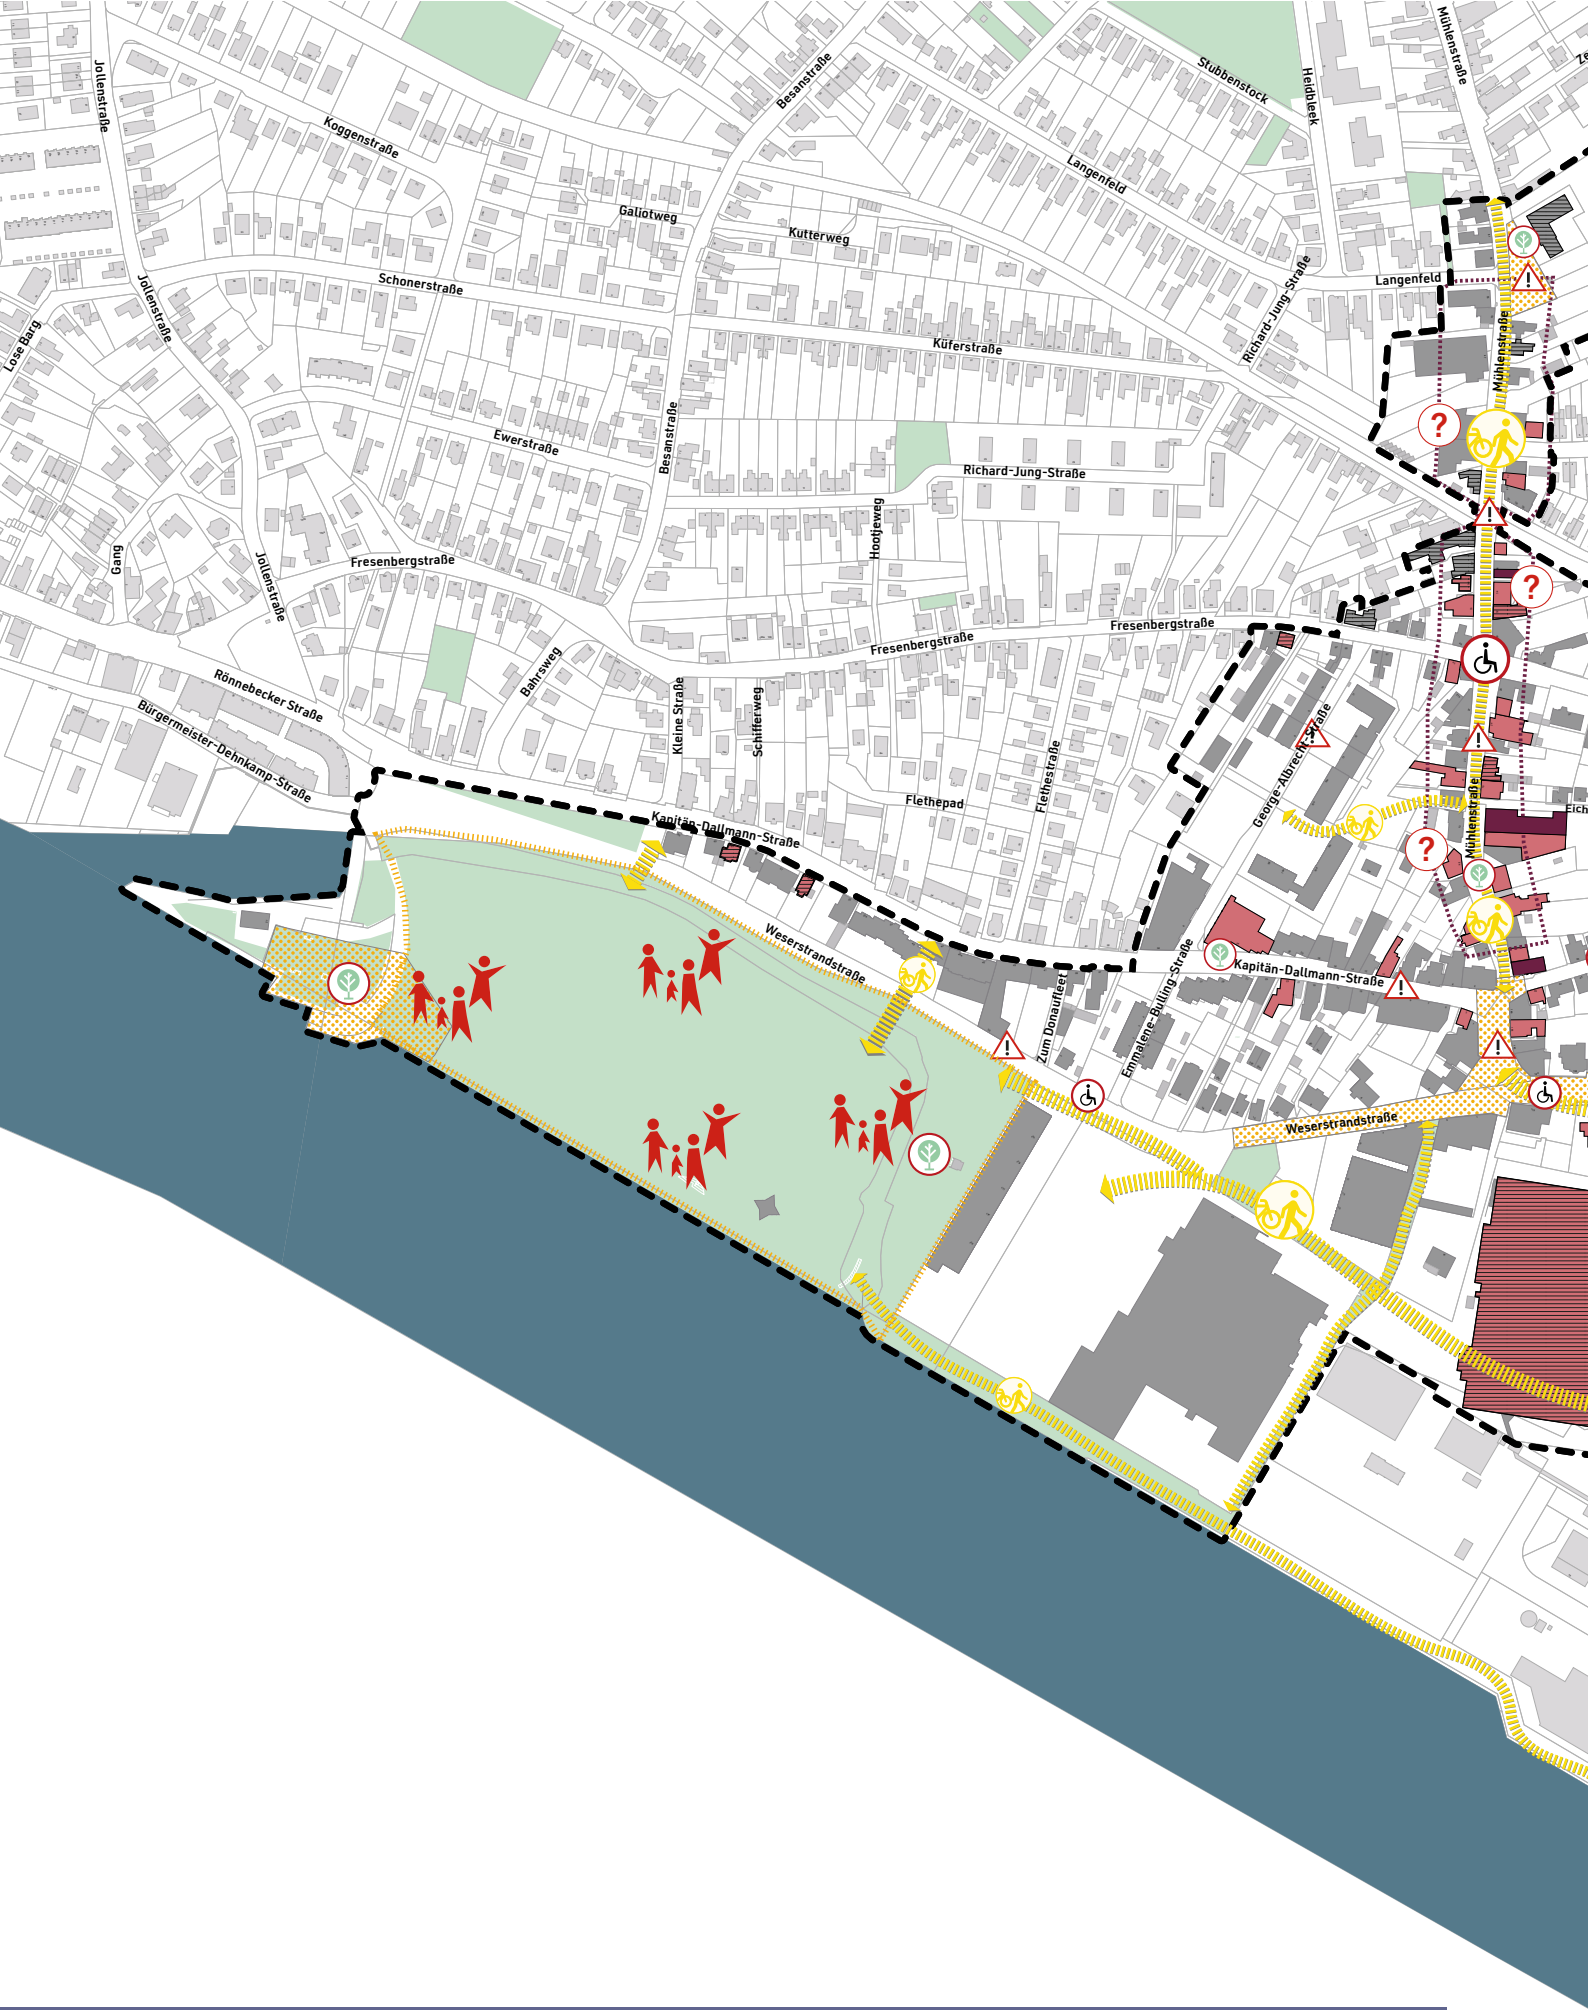 Mühlenstraße
Ze
Stubbenstock
Heidbleek
Besanstraße
Jollenstraße
Koggenstraße
Langenfeld
Galiotweg
Kutterweg
Schonerstraße
Langenfeld
Richard-Jung-Straße
Jollenstraße
Lose Barg
Küferstraße
Mühlenstraße
?
Besanstraße
Ewerstraße
Richard-Jung-Straße
!
Hootjeweg
Gang
Fresenbergstraße
Jollenstraße
?
Fresenbergstraße
Fresenbergstraße
Bahrsweg
Kleine Straße
Schifferweg
Rönnebecker Straße
Bürgermeister-Dehnkamp-Straße
George-Albrecht-Straße
!
!
Flethestraße
Flethepad
Mühlenstraße
Eich
Kapitän-Dallmann-Straße
?
Weserstrandstraße
Kapitän-Dallmann-Straße
!
Emmalene-Bulling-Straße
Zum Donaufleet
!
!
Weserstrandstraße
!